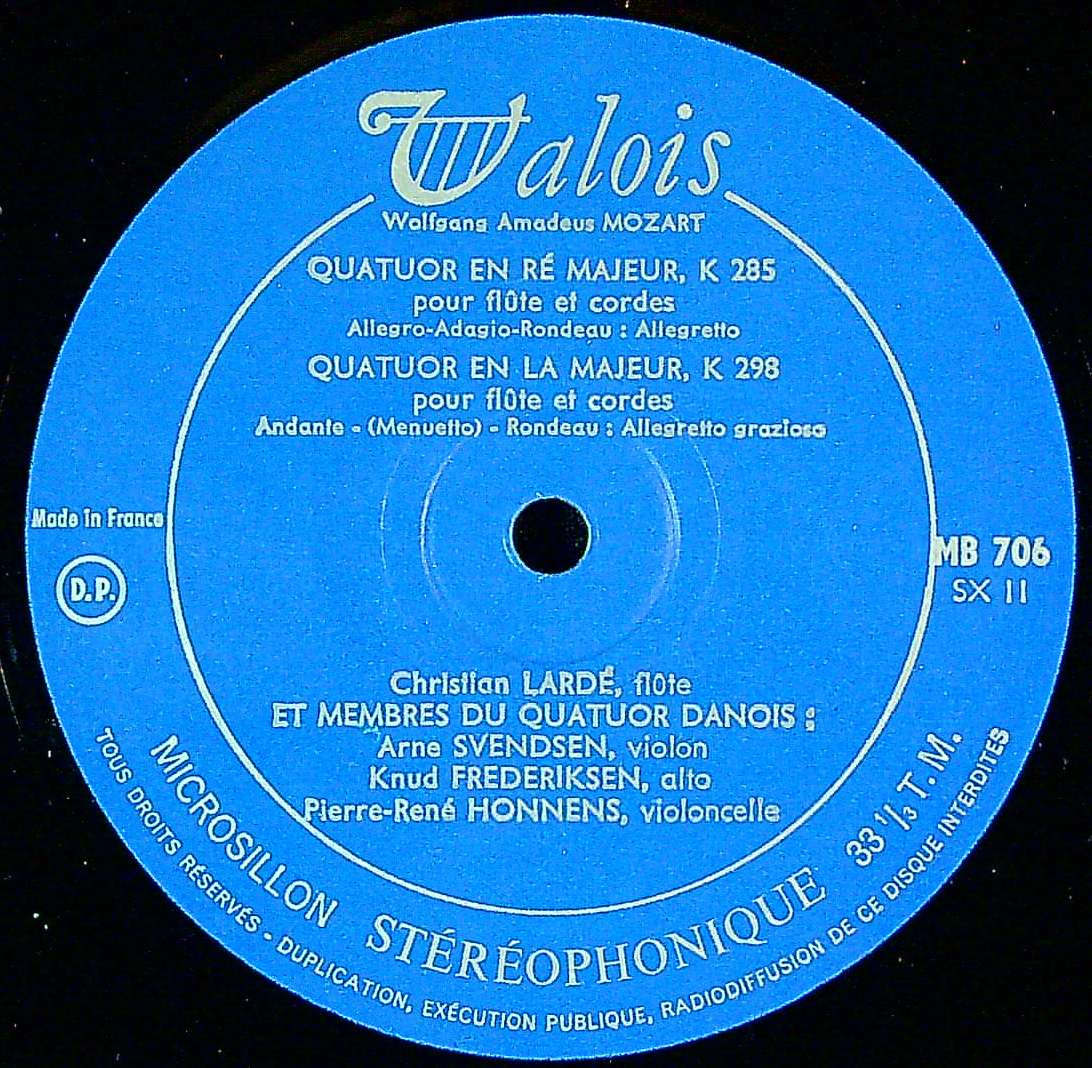 Valois
Wolfgang Amadeus MOZART
QUATUOR EN RÉ MAJEUR, K 285
pour flûte et cordes
Allegro-Adagio-Rondeau : Allegretto
QUATUOR EN LA MAJEUR, K 298
pour flûte et cordes
Andante - (Menuetto) - Rondeau : Allegretto grazioso
Made in France
D.P.
MB 706
SX 11
Christian LARDÉ, flûte
ET MEMBRES DU QUATUOR DANOIS :
Arne SVENDSEN, violon
Knud FREDERIKSEN, alto
Pierre-René HONNENS, violoncelle
MICROSILLON STÉRÉOPHONIQUE 33 1/3 T. M.
TOUS DROITS RÉSERVÉS - DUPLICATION, EXÉCUTION PUBLIQUE, RADIODIFFUSION DE CE DISQUE INTERDITES